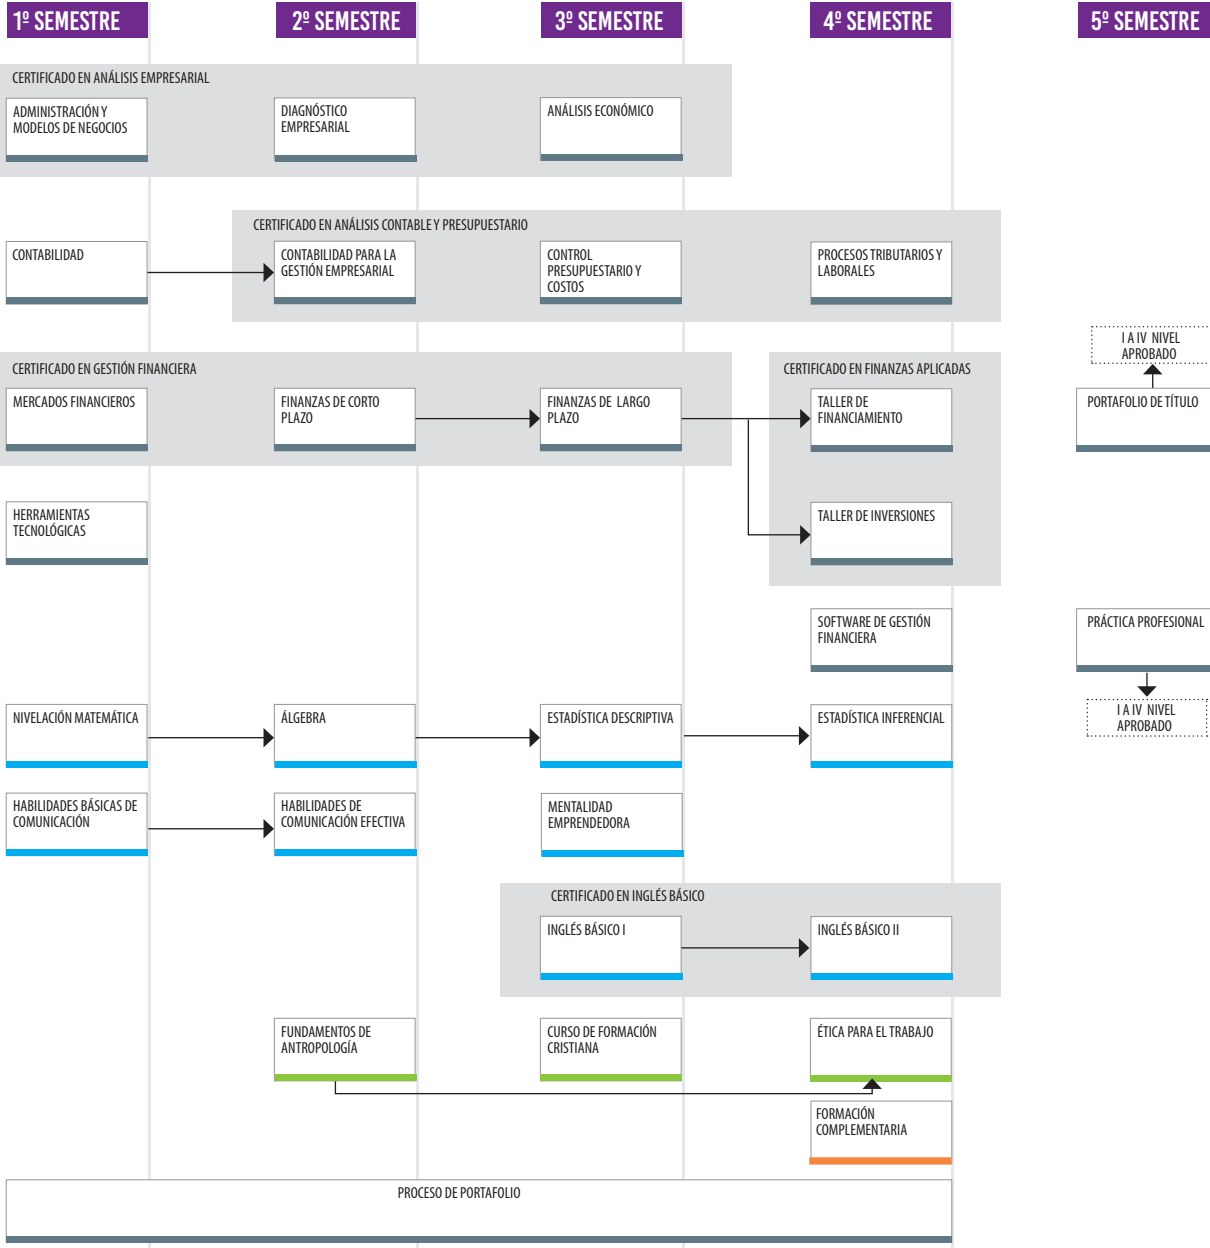 1º SEMESTRE
2º SEMESTRE
3º SEMESTRE
4º SEMESTRE
5º SEMESTRE
CERTIFICADO EN ANÁLISIS EMPRESARIAL
ADMINISTRACIÓN Y
MODELOS DE NEGOCIOS
DIAGNÓSTICO
EMPRESARIAL
ANÁLISIS ECONÓMICO
CERTIFICADO EN ANÁLISIS CONTABLE Y PRESUPUESTARIO
CONTABILIDAD
CONTABILIDAD PARA LA
GESTIÓN EMPRESARIAL
CONTROL
PRESUPUESTARIO Y
COSTOS
PROCESOS TRIBUTARIOS Y
LABORALES
I A IV NIVEL
APROBADO
CERTIFICADO EN GESTIÓN FINANCIERA
CERTIFICADO EN FINANZAS APLICADAS
MERCADOS FINANCIEROS
FINANZAS DE CORTO
PLAZO
FINANZAS DE LARGO
PLAZO
TALLER DE
FINANCIAMIENTO
PORTAFOLIO DE TÍTULO
HERRAMIENTAS
TECNOLÓGICAS
TALLER DE INVERSIONES
SOFTWARE DE GESTIÓN
FINANCIERA
PRÁCTICA PROFESIONAL
I A IV NIVEL
APROBADO
NIVELACIÓN MATEMÁTICA
ÁLGEBRA
ESTADÍSTICA DESCRIPTIVA
ESTADÍSTICA INFERENCIAL
HABILIDADES BÁSICAS DE
COMUNICACIÓN
HABILIDADES DE
COMUNICACIÓN EFECTIVA
MENTALIDAD
EMPRENDEDORA
CERTIFICADO EN INGLÉS BÁSICO
INGLÉS BÁSICO I
INGLÉS BÁSICO II
FUNDAMENTOS DE
ANTROPOLOGÍA
CURSO DE FORMACIÓN
CRISTIANA
ÉTICA PARA EL TRABAJO
FORMACIÓN
COMPLEMENTARIA
PROCESO DE PORTAFOLIO